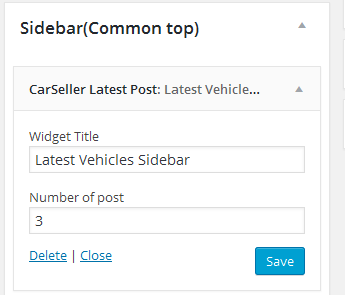 Sidebar(Common top)
CarSeller Latest Post: Latest Vehicle...
Widget Title
Latest Vehicles Sidebar
Number of post
3
Delete | Close
Save